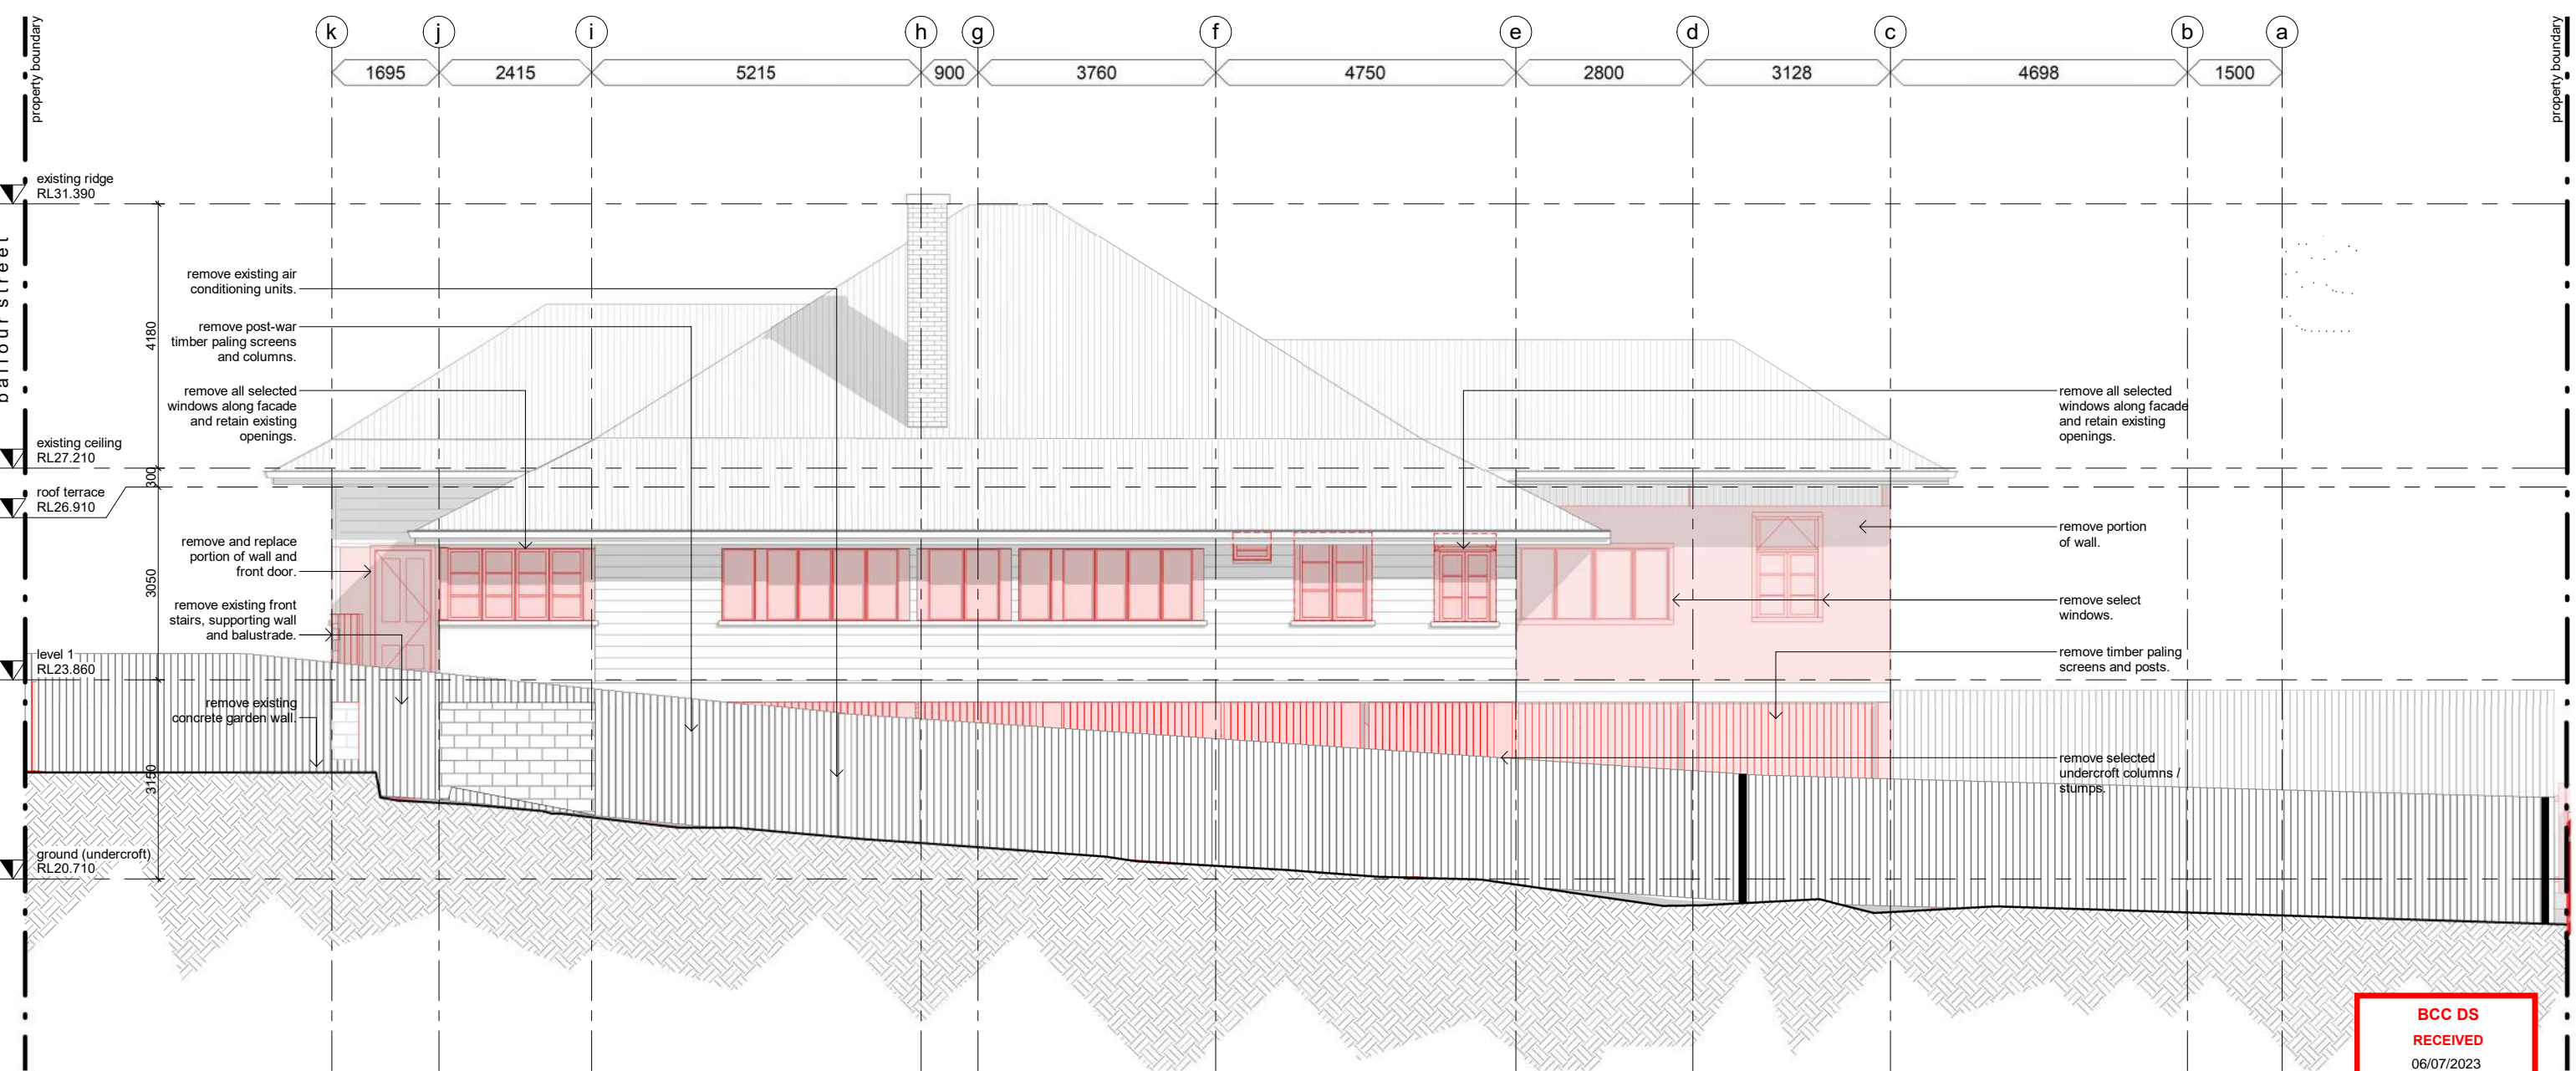 property boundary
k
j
i
h
g
f
e
d
c
b
a
property boundary
1695
2415
5215
900
3760
4750
2800
3128
4698
1500
existing ridge
RL31.390
balfour street
4180
existing ceiling
RL27.210
300
roof terrace
RL26.910
3050
level 1
RL23.860
3150
ground (undercroft)
RL20.710
remove existing air
conditioning units.
remove post-war
timber paling screens
and columns.
remove all selected
windows along facade
and retain existing
openings.
remove and replace
portion of wall and
front door.
remove existing front
stairs, supporting wall
and balustrade.
remove existing
concrete garden wall.
remove all selected
windows along facade
and retain existing
openings.
remove portion
of wall.
remove select
windows.
remove timber paling
screens and posts.
remove selected
undercroft columns /
stumps.
BCC DS
RECEIVED
06/07/2023